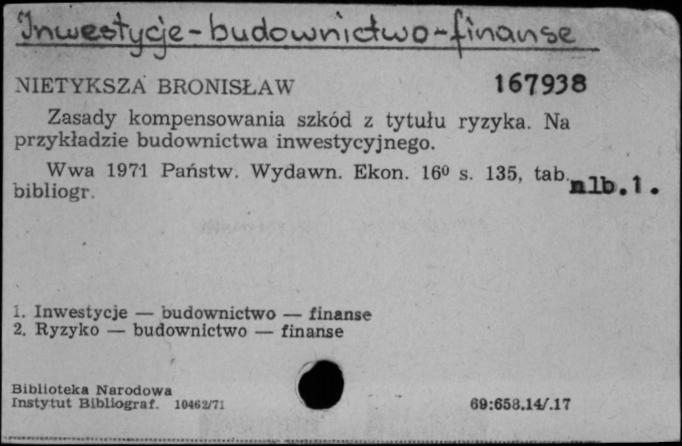 Inwestycje-budownictwo-finanse
NIETYKSZA BRONISŁAW 167938
Zasady kompensowania szkód z tytułu ryzyka. Na
przykładzie budownictwa inwestycyjnego.
Wwa 1971 Państw. Wydawn. Ekon. 16⁰ s. 135, tab. nlb.1.
bibliogr.
1. Inwestycje — budownictwo — finanse
2. Ryzyko — budownictwo — finanse
Biblioteka Narodowa
Instytut Bibliograf. 10462/71 69:658.14/.17